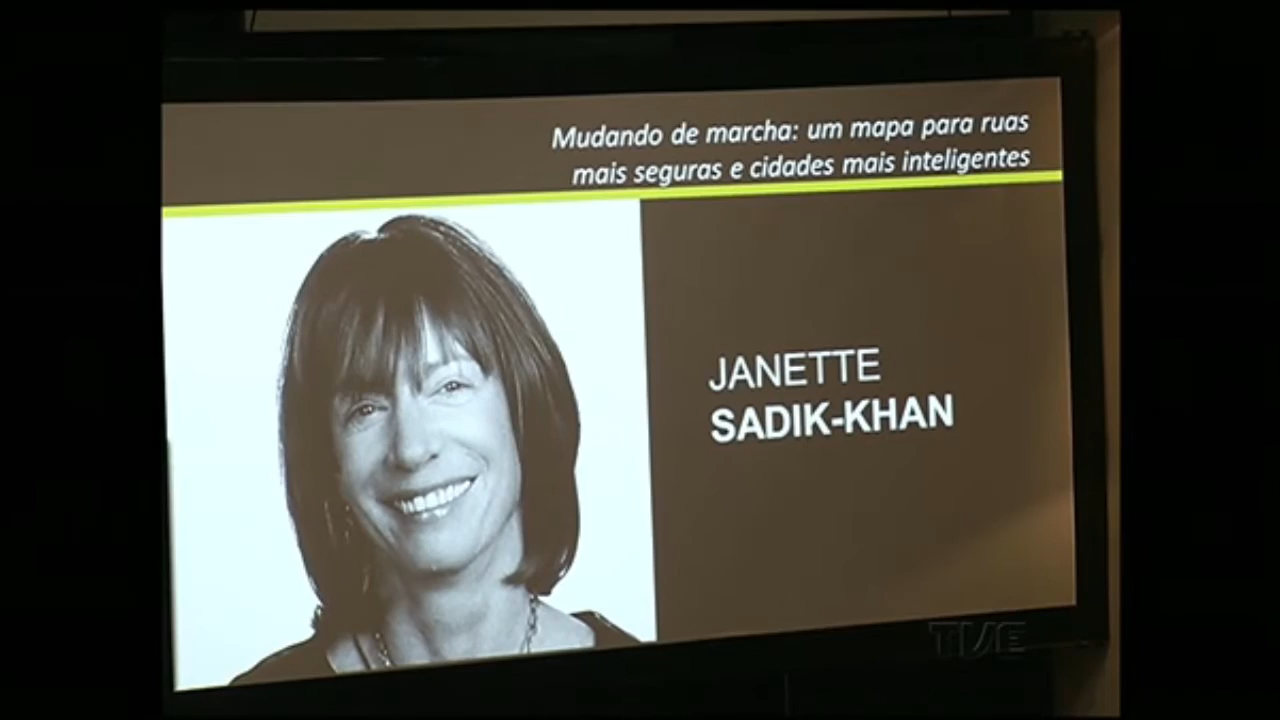 Mudando de marcha: um mapa para ruas
mais seguras e cidades mais inteligentes
JANETTE
SADIK-KHAN
TVE